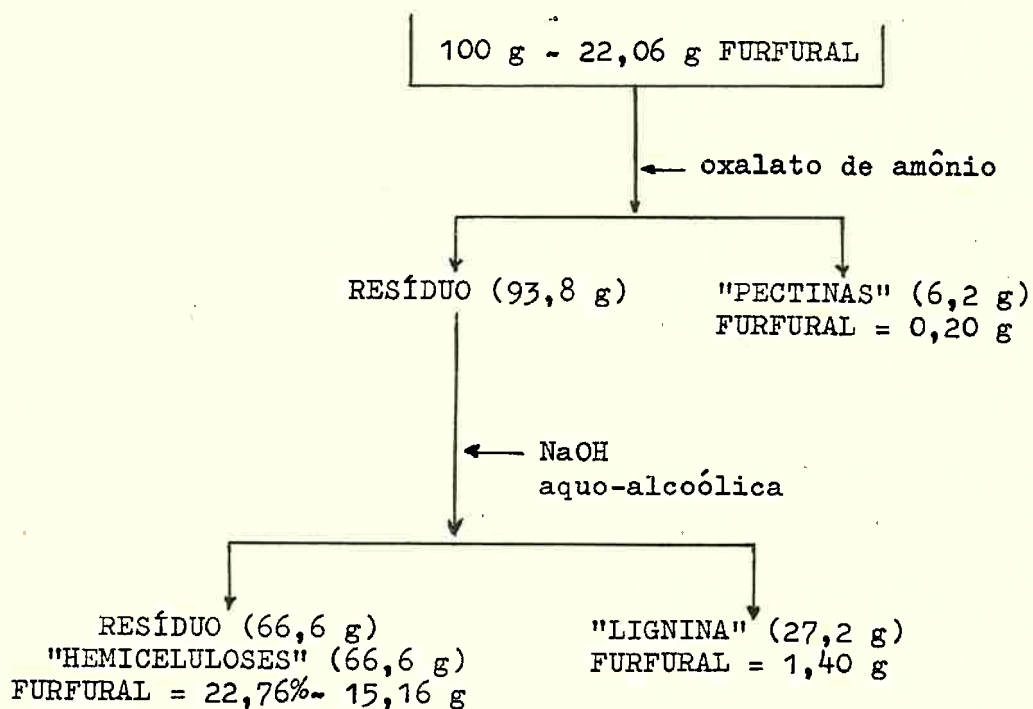 100 g ~ 22,06 g FURFURAL
oxalato de amônio
RESÍDUO (93,8 g)
"PECTINAS" (6,2 g)
FURFURAL = 0,20 g
NaOH
aquo-alcoólica
RESÍDUO (66,6 g)
"HEMICELULOSES" (66,6 g)
FURFURAL = 22,76%~ 15,16 g
"LIGNINA" (27,2 g)
FURFURAL = 1,40 g